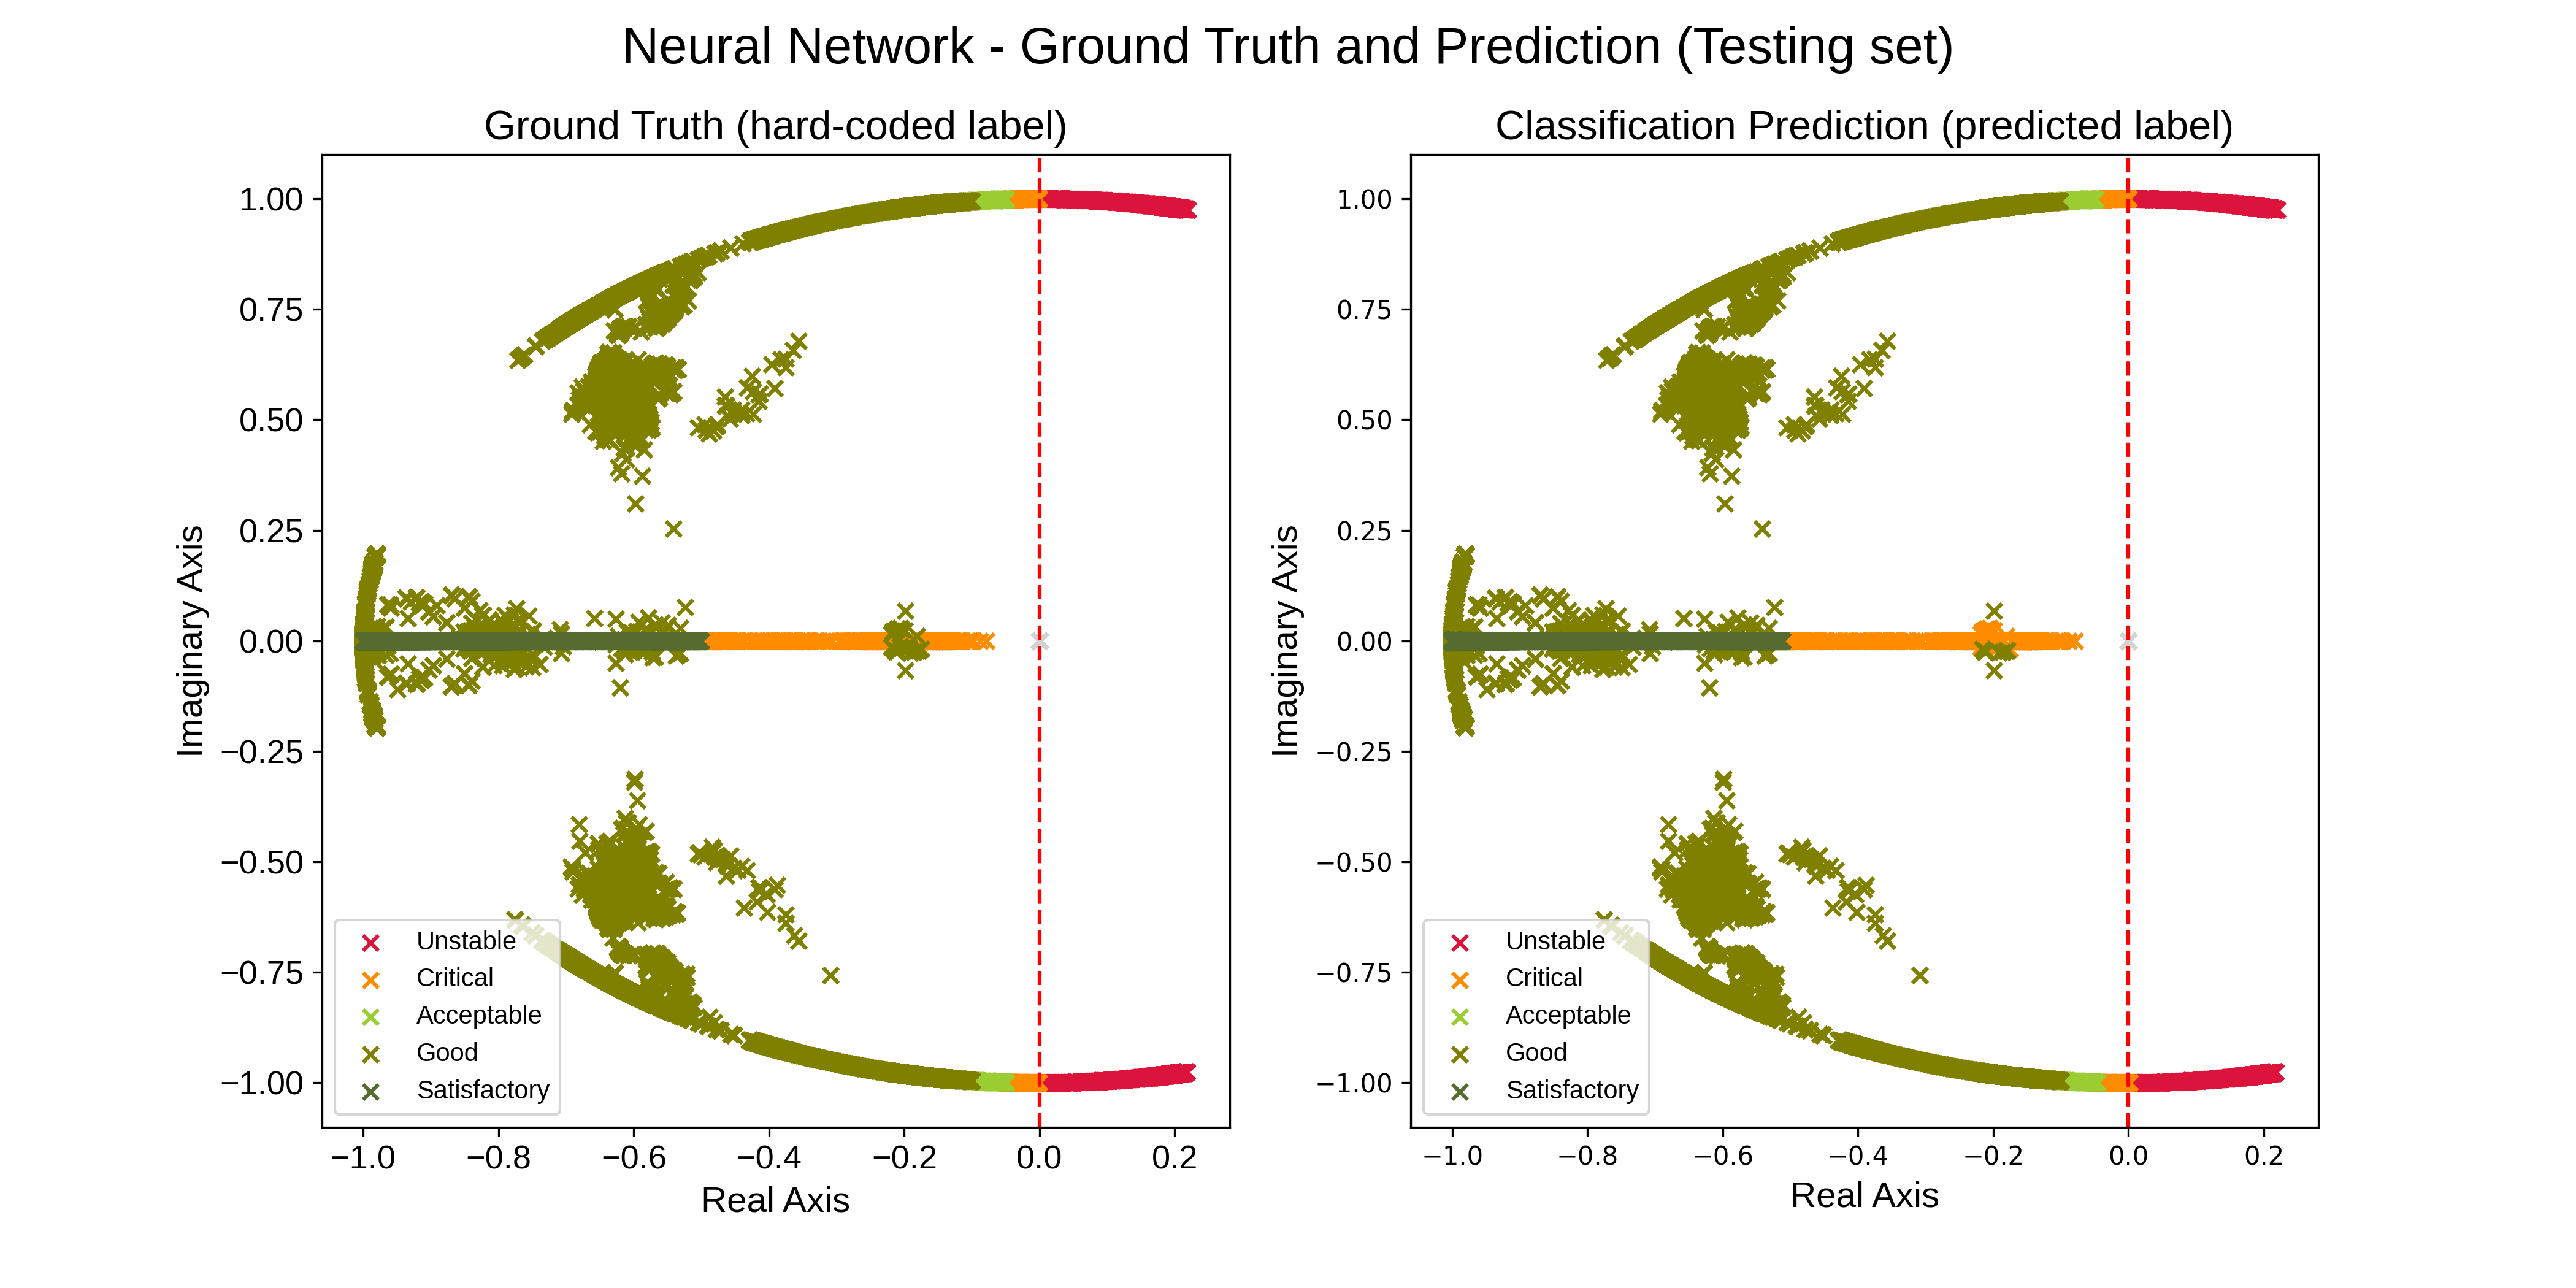 Neural Network - Ground Truth and Prediction (Testing set)
Ground Truth (hard-coded label)
1.00
0.75
0.50
0.25
0.00
−0.25
−0.50
−0.75
−1.00
Imaginary Axis
Unstable
Critical
Acceptable
Good
Satisfactory
−1.0
−0.8
−0.6
−0.4
−0.2
0.0
0.2
Real Axis
Classification Prediction (predicted label)
1.00
0.75
0.50
0.25
0.00
−0.25
−0.50
−0.75
−1.00
Imaginary Axis
Unstable
Critical
Acceptable
Good
Satisfactory
−1.0
−0.8
−0.6
−0.4
−0.2
0.0
0.2
Real Axis